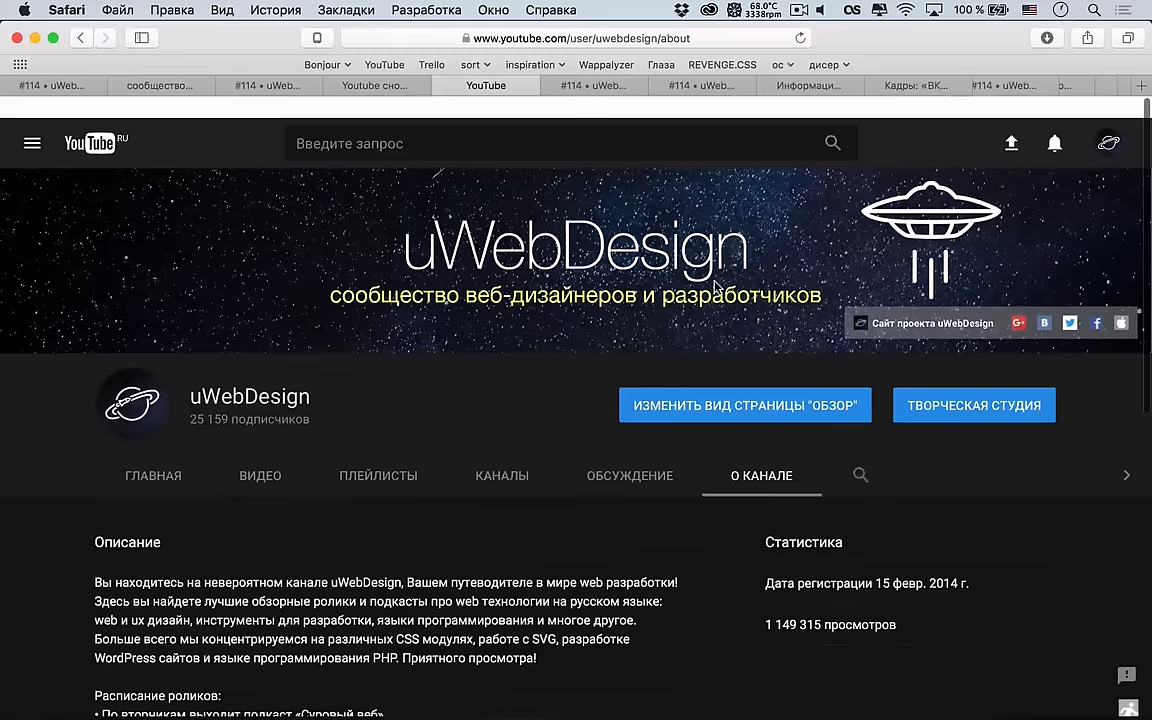 Safari Файл Правка Вид История Закладки Разработка Окно Справка 68.0°C 3338rpm 100 %
www.youtube.com/user/uwebdesign/about
Bonjour YouTube Trello sort inspiration Wappalyzer Глаза REVENGE.CSS ос дисер
#114 • uWeb... сообщество... #114 • uWeb... Youtube сно... YouTube #114 • uWeb... #114 • uWeb... Информаци... Кадры: «ВК... #114 • uWe... о...
YouTube RU Введите запрос
uWebDesign
сообщество веб-дизайнеров и разработчиков
Сайт проекта uWebDesign
uWebDesign
25 159 подписчиков
ИЗМЕНИТЬ ВИД СТРАНИЦЫ "ОБЗОР" ТВОРЧЕСКАЯ СТУДИЯ
ГЛАВНАЯ ВИДЕО ПЛЕЙЛИСТЫ КАНАЛЫ ОБСУЖДЕНИЕ О КАНАЛЕ
Описание
Вы находитесь на невероятном канале uWebDesign, Вашем путеводителе в мире web разработки!
Здесь вы найдете лучшие обзорные ролики и подкасты про web технологии на русском языке:
web и ux дизайн, инструменты для разработки, языки программирования и многое другое.
Больше всего мы концентрируемся на различных CSS модулях, работе с SVG, разработке
WordPress сайтов и языке программирования PHP. Приятного просмотра!
Расписание роликов:
• По вторникам выходит подкаст «Суровый веб»
Статистика
Дата регистрации 15 февр. 2014 г.
1 149 315 просмотров